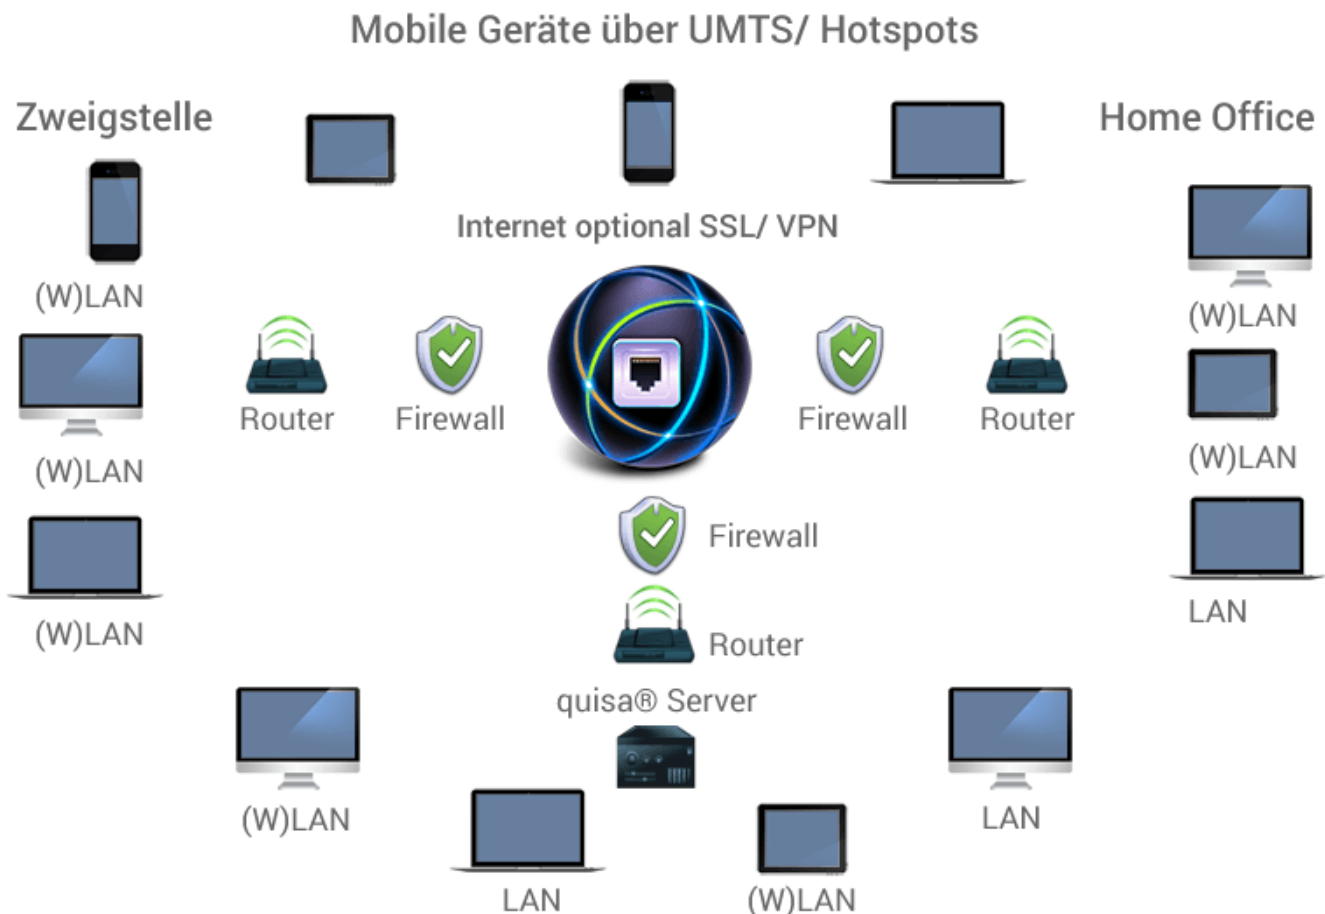 Mobile Geräte über UMTS/ Hotspots
Zweigstelle
Home Office
Internet optional SSL/ VPN
(W)LAN
(W)LAN
Router
Firewall
Firewall
Router
(W)LAN
(W)LAN
Firewall
LAN
(W)LAN
Router
quisa® Server
(W)LAN
LAN
LAN
(W)LAN